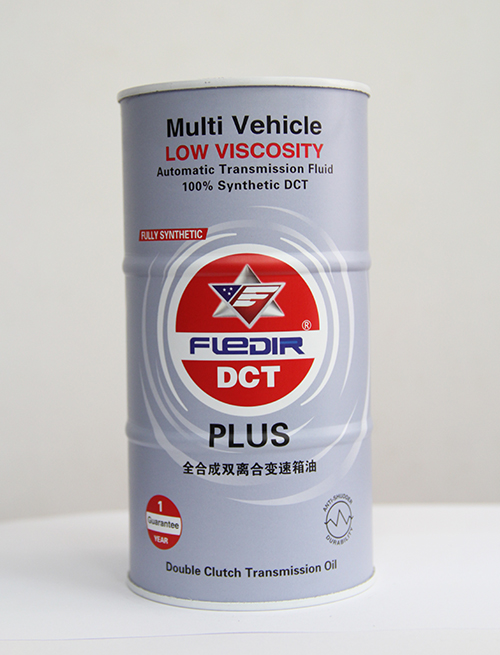 Multi Vehicle
LOW VISCOSITY
Automatic Transmission Fluid
100% Synthetic DCT
FULLY SYNTHETIC
FLEDIR®
DCT
PLUS
全合成双离合变速箱油
1
Guarantee
YEAR
ANTI-SHUDDER
DURABILITY
Double Clutch Transmission Oil